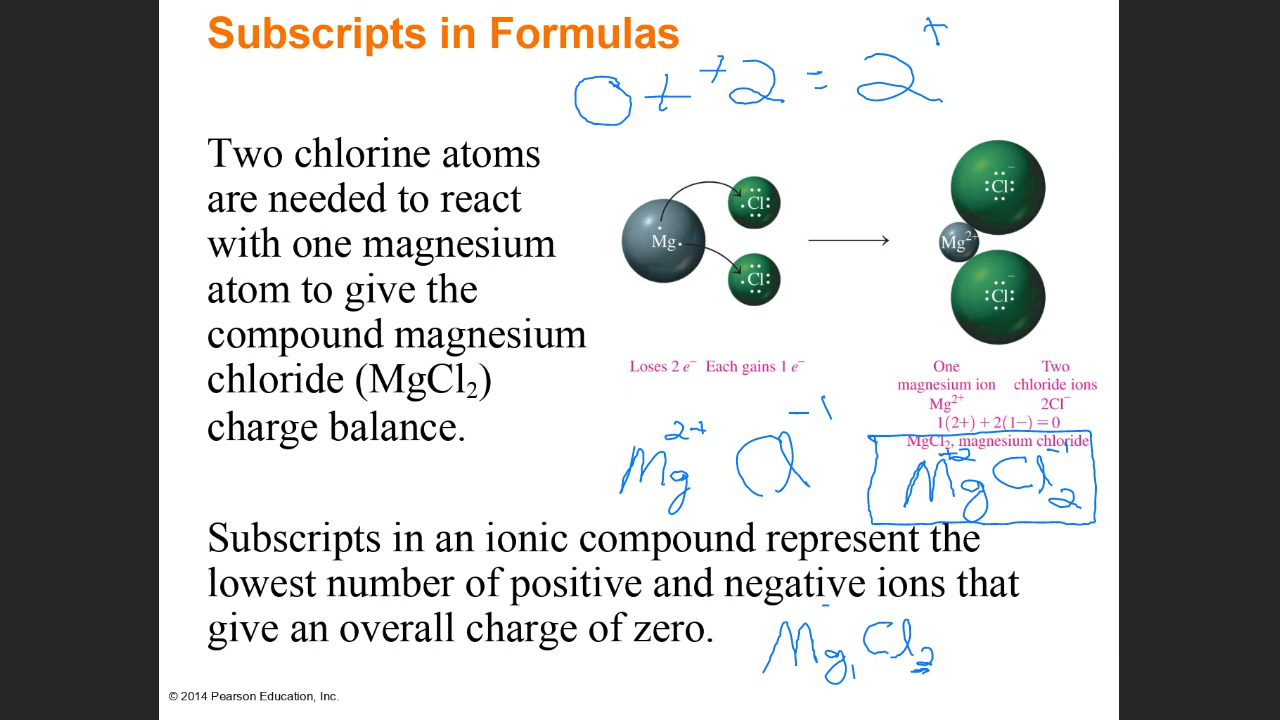 Subscripts in Formulas
0 + +2 = 2⁺
Two chlorine atoms
are needed to react
with one magnesium
atom to give the
compound magnesium
chloride (MgCl₂)
charge balance.
Mg·
·Cl:
·Cl:
:Cl:⁻
Mg²⁺
:Cl:⁻
Loses 2 e⁻ Each gains 1 e⁻
One
magnesium ion
Mg²⁺
Two
chloride ions
2Cl⁻
1(2+) + 2(1−) = 0
MgCl₂, magnesium chloride
Mg²⁺ Cl⁻¹
Mg⁺² Cl₂⁻¹
Subscripts in an ionic compound represent the
lowest number of positive and negative ions that
give an overall charge of zero.
Mg₁Cl₂
© 2014 Pearson Education, Inc.